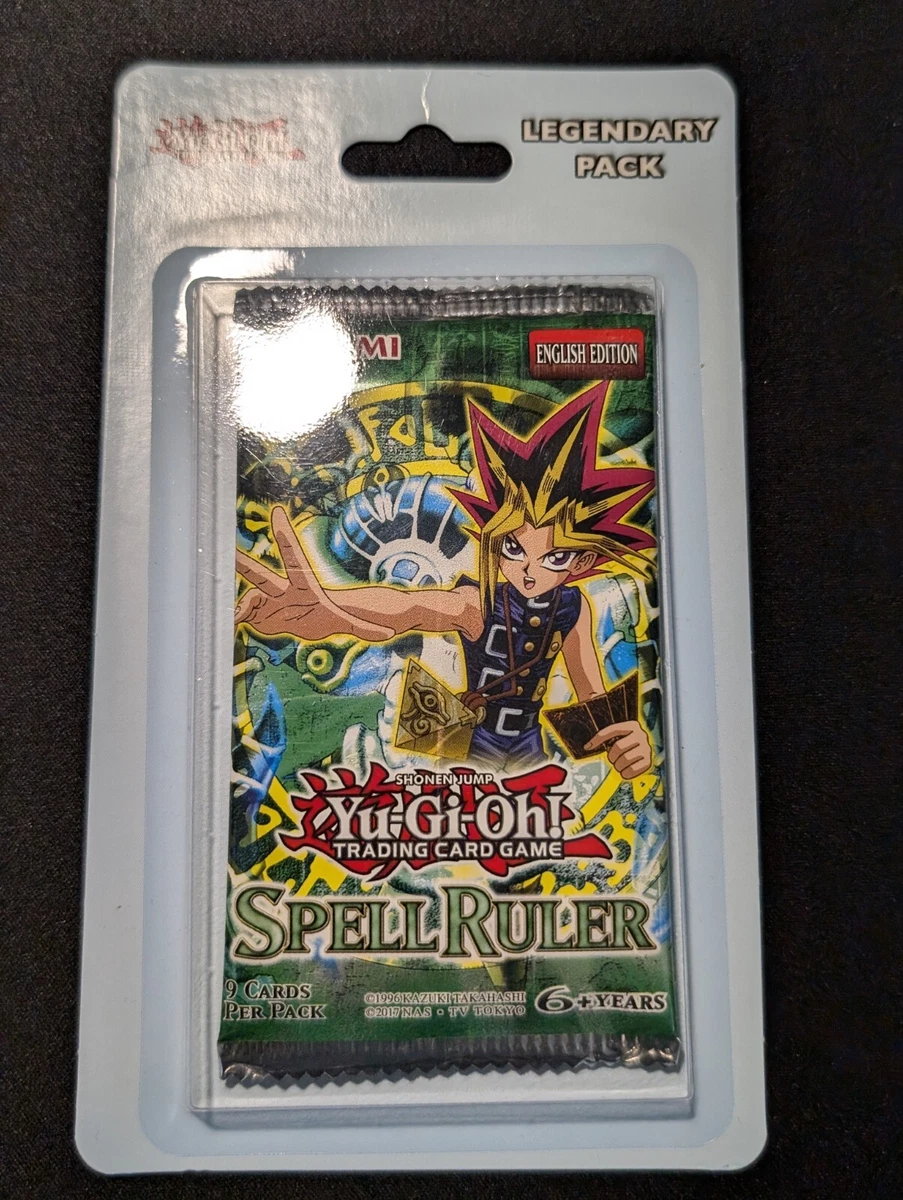 LEGENDARY
PACK
MI
ENGLISH EDITION
SHONEN JUMP
Yu-Gi-Oh!
TRADING CARD GAME
SPELL RULER
9 CARDS
PER PACK
©1996 KAZUKI TAKAHASHI
©2017 NAS • TV TOKYO
6+YEARS